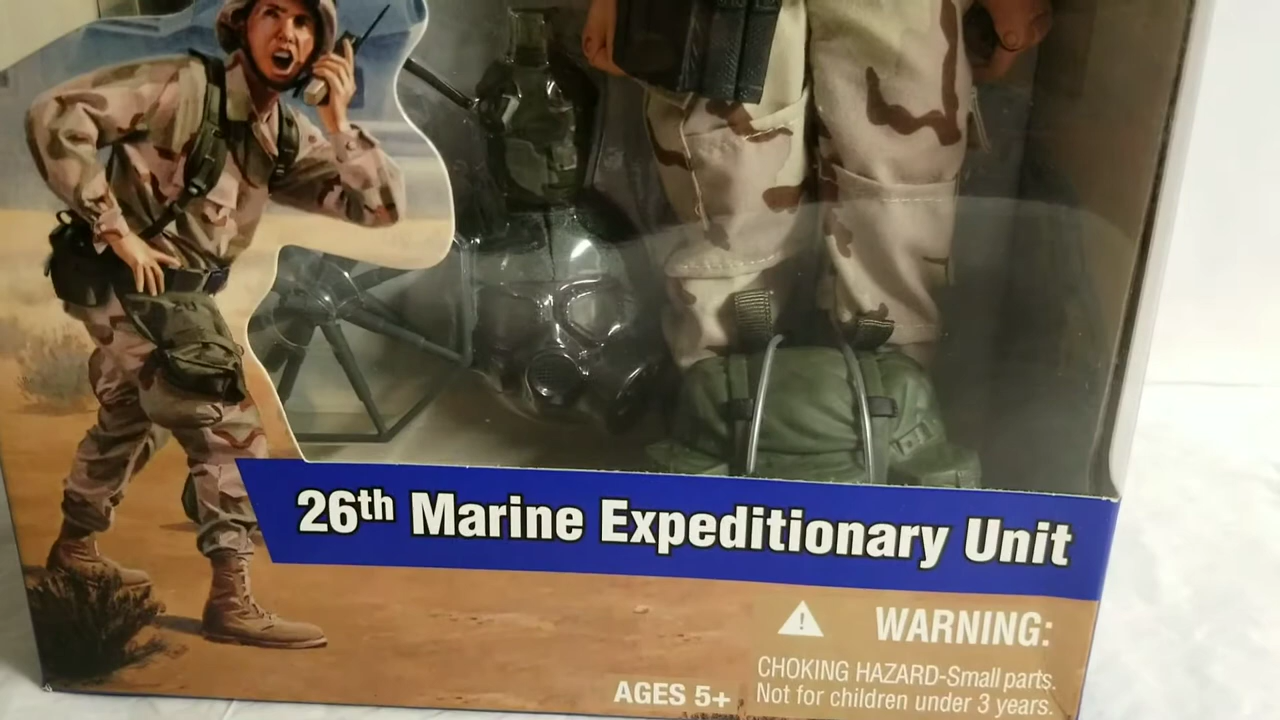 26th Marine Expeditionary Unit
WARNING:
CHOKING HAZARD-Small parts.
Not for children under 3 years.
AGES 5+